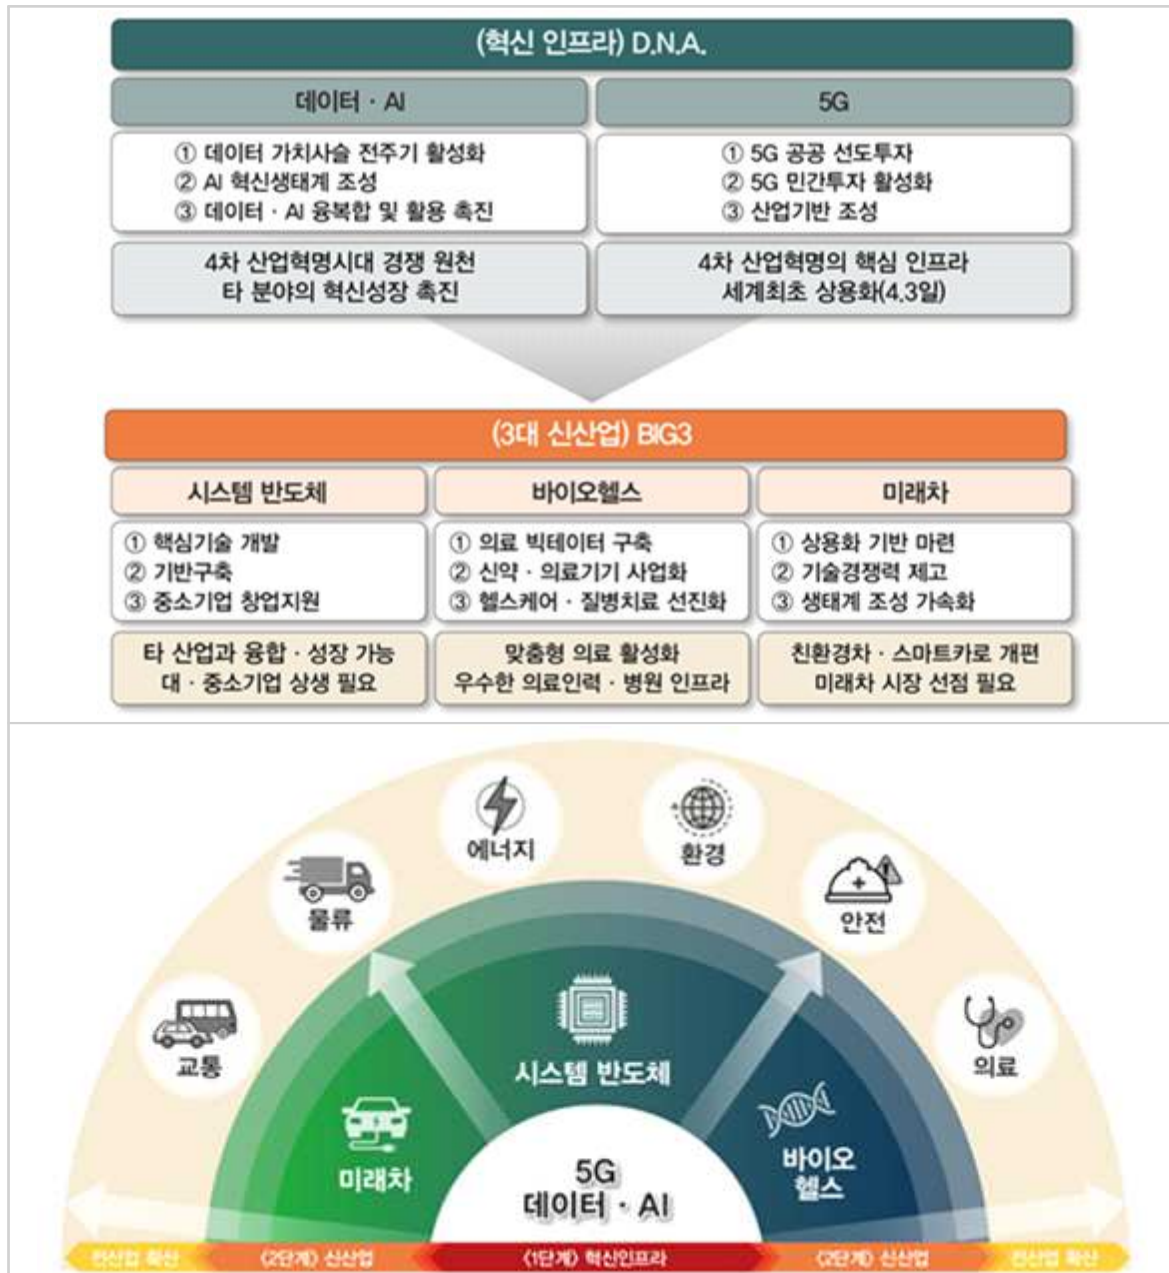 (혁신 인프라) D.N.A.
데이터 · AI
5G
① 데이터 가치사슬 전주기 활성화
② AI 혁신생태계 조성
③ 데이터 · AI 융복합 및 활용 촉진
① 5G 공공 선도투자
② 5G 민간투자 활성화
③ 산업기반 조성
4차 산업혁명시대 경쟁 원천
타 분야의 혁신성장 촉진
4차 산업혁명의 핵심 인프라
세계최초 상용화(4.3일)
(3대 신산업) BIG3
시스템 반도체
바이오헬스
미래차
① 핵심기술 개발
② 기반구축
③ 중소기업 창업지원
① 의료 빅테이터 구축
② 신약 · 의료기기 사업화
③ 헬스케어 · 질병치료 선진화
① 상용화 기반 마련
② 기술경쟁력 제고
③ 생태계 조성 가속화
타 산업과 융합 · 성장 가능
대 · 중소기업 상생 필요
맞춤형 의료 활성화
우수한 의료인력 · 병원 인프라
친환경차 · 스마트카로 개편
미래차 시장 선점 필요
에너지
환경
물류
안전
교통
의료
시스템 반도체
미래차
바이오
헬스
5G
데이터 · AI
전산업 확산
〈2단계〉 신산업
〈1단계〉 혁신인프라
〈2단계〉 신산업
전산업 확산